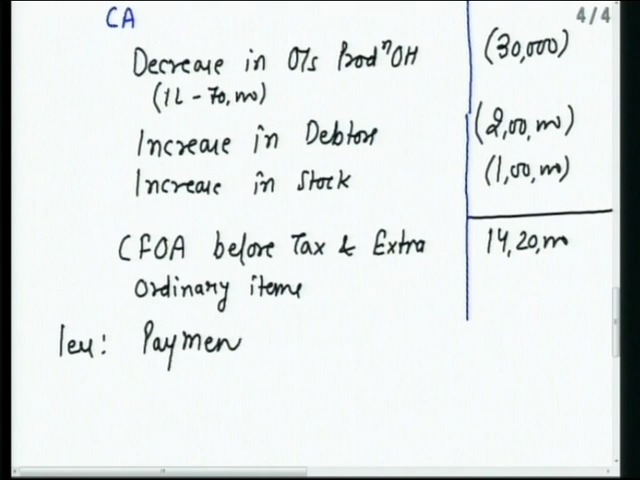 CA
4/4
Decrease in O/s Prodⁿ OH (30,000)
(1L - 70,000)
Increase in Debtors (2,00,000)
Increase in Stock (1,00,000)
CFOA before Tax & Extra 14,20,000
Ordinary items
less: Paymen